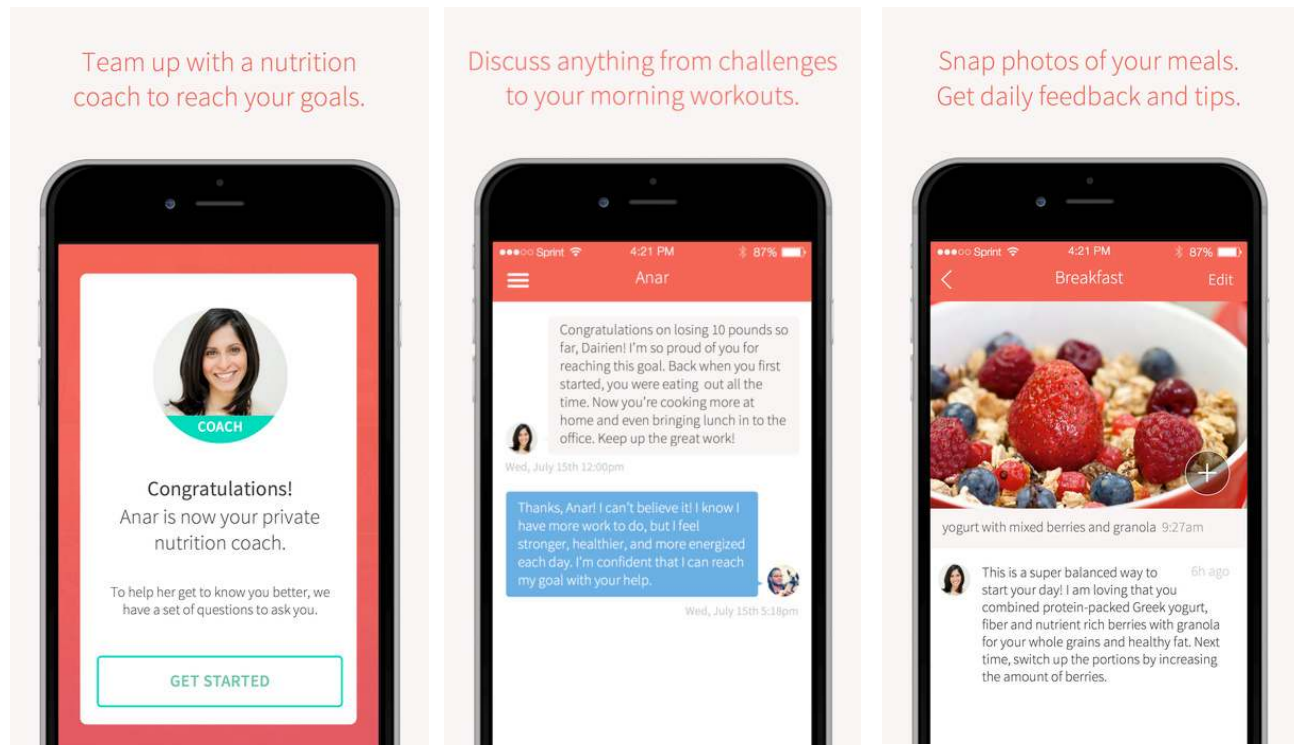 Team up with a nutrition
coach to reach your goals.
COACH
Congratulations!
Anar is now your private
nutrition coach.
To help her get to know you better, we
have a set of questions to ask you.
GET STARTED
Discuss anything from challenges
to your morning workouts.
Sprint 4:21 PM 87%
Anar
Congratulations on losing 10 pounds so
far, Dairien! I'm so proud of you for
reaching this goal. Back when you first
started, you were eating out all the
time. Now you're cooking more at
home and even bringing lunch in to the
office. Keep up the great work!
Wed, July 15th 12:00pm
Thanks, Anar! I can't believe it! I know I
have more work to do, but I feel
stronger, healthier, and more energized
each day. I'm confident that I can reach
my goal with your help.
Wed, July 15th 5:18pm
Snap photos of your meals.
Get daily feedback and tips.
Sprint 4:21 PM 87%
Breakfast Edit
yogurt with mixed berries and granola 9:27am
This is a super balanced way to 6h ago
start your day! I am loving that you
combined protein-packed Greek yogurt,
fiber and nutrient rich berries with granola
for your whole grains and healthy fat. Next
time, switch up the portions by increasing
the amount of berries.